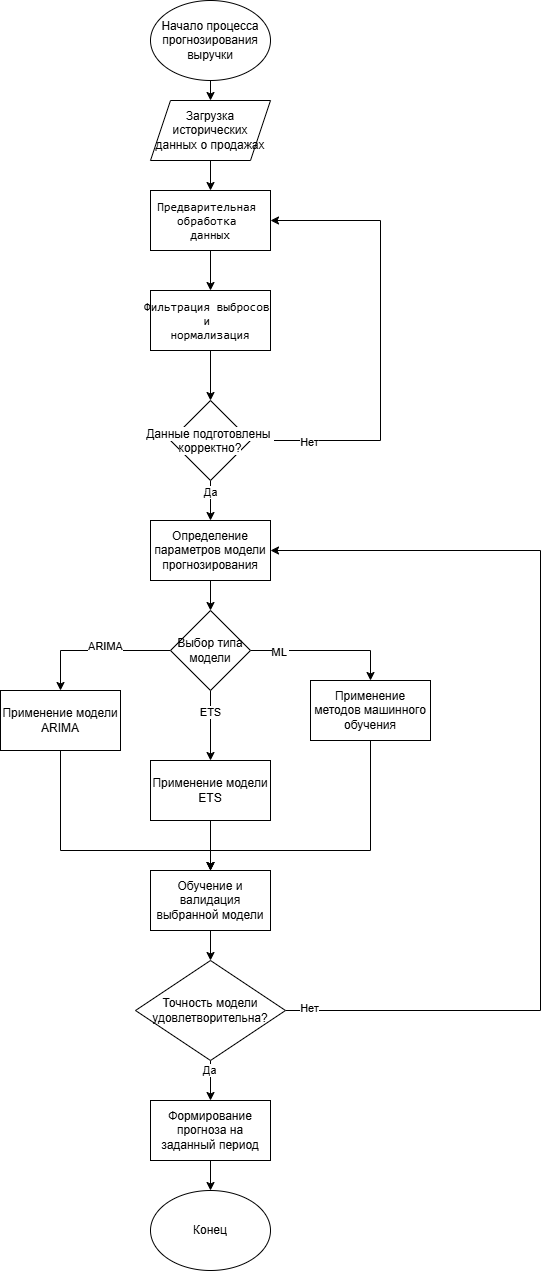 Начало процесса
прогнозирования
выручки
Загрузка
исторических
данных о продажах
Предварительная
обработка
данных
Фильтрация выбросов
и
нормализация
Данные подготовлены
корректно?
Нет
Да
Определение
параметров модели
прогнозирования
Выбор типа
модели
ARIMA
ML
ETS
Применение модели
ARIMA
Применение
методов машинного
обучения
Применение модели
ETS
Обучение и
валидация
выбранной модели
Точность модели
удовлетворительна?
Нет
Да
Формирование
прогноза на
заданный период
Конец